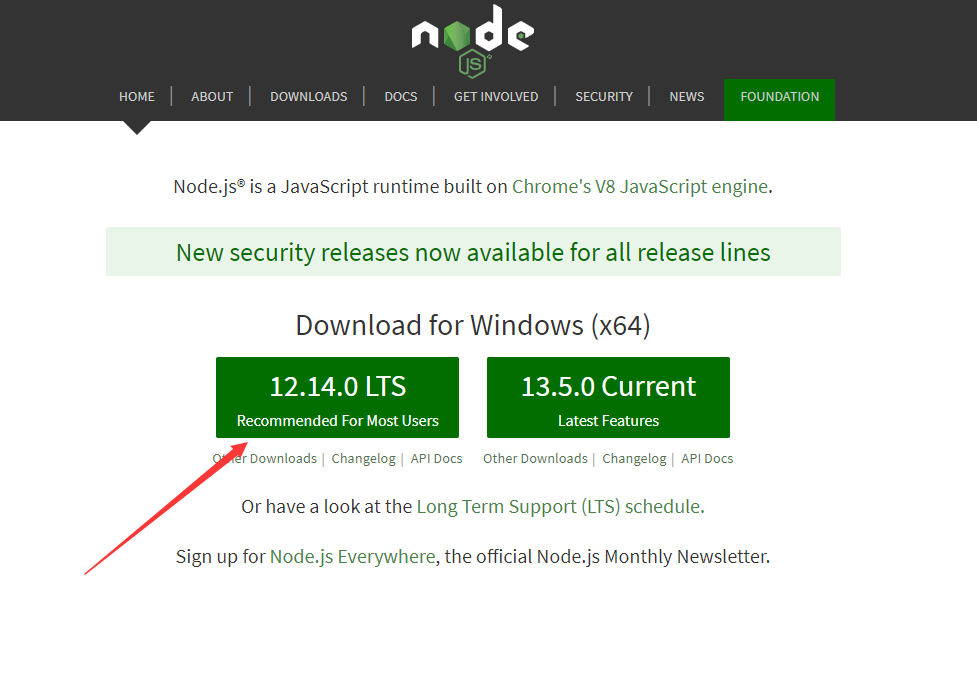 node
JS
HOME | ABOUT | DOWNLOADS | DOCS | GET INVOLVED | SECURITY | NEWS FOUNDATION
Node.js® is a JavaScript runtime built on Chrome's V8 JavaScript engine.
New security releases now available for all release lines
Download for Windows (x64)
12.14.0 LTS
Recommended For Most Users
13.5.0 Current
Latest Features
Other Downloads | Changelog | API Docs
Other Downloads | Changelog | API Docs
Or have a look at the Long Term Support (LTS) schedule.
Sign up for Node.js Everywhere, the official Node.js Monthly Newsletter.